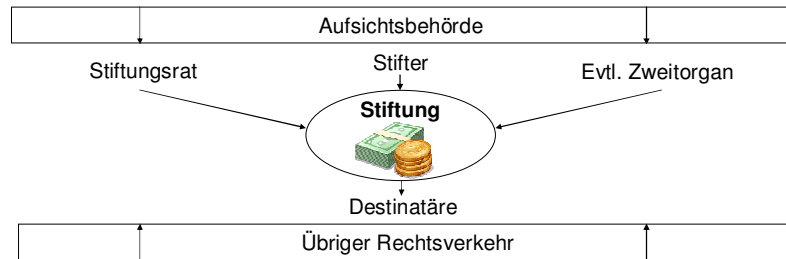 Aufsichtsbehörde
Stiftungsrat
Stifter
Evtl. Zweitorgan
Stiftung
Destinatäre
Übriger Rechtsverkehr